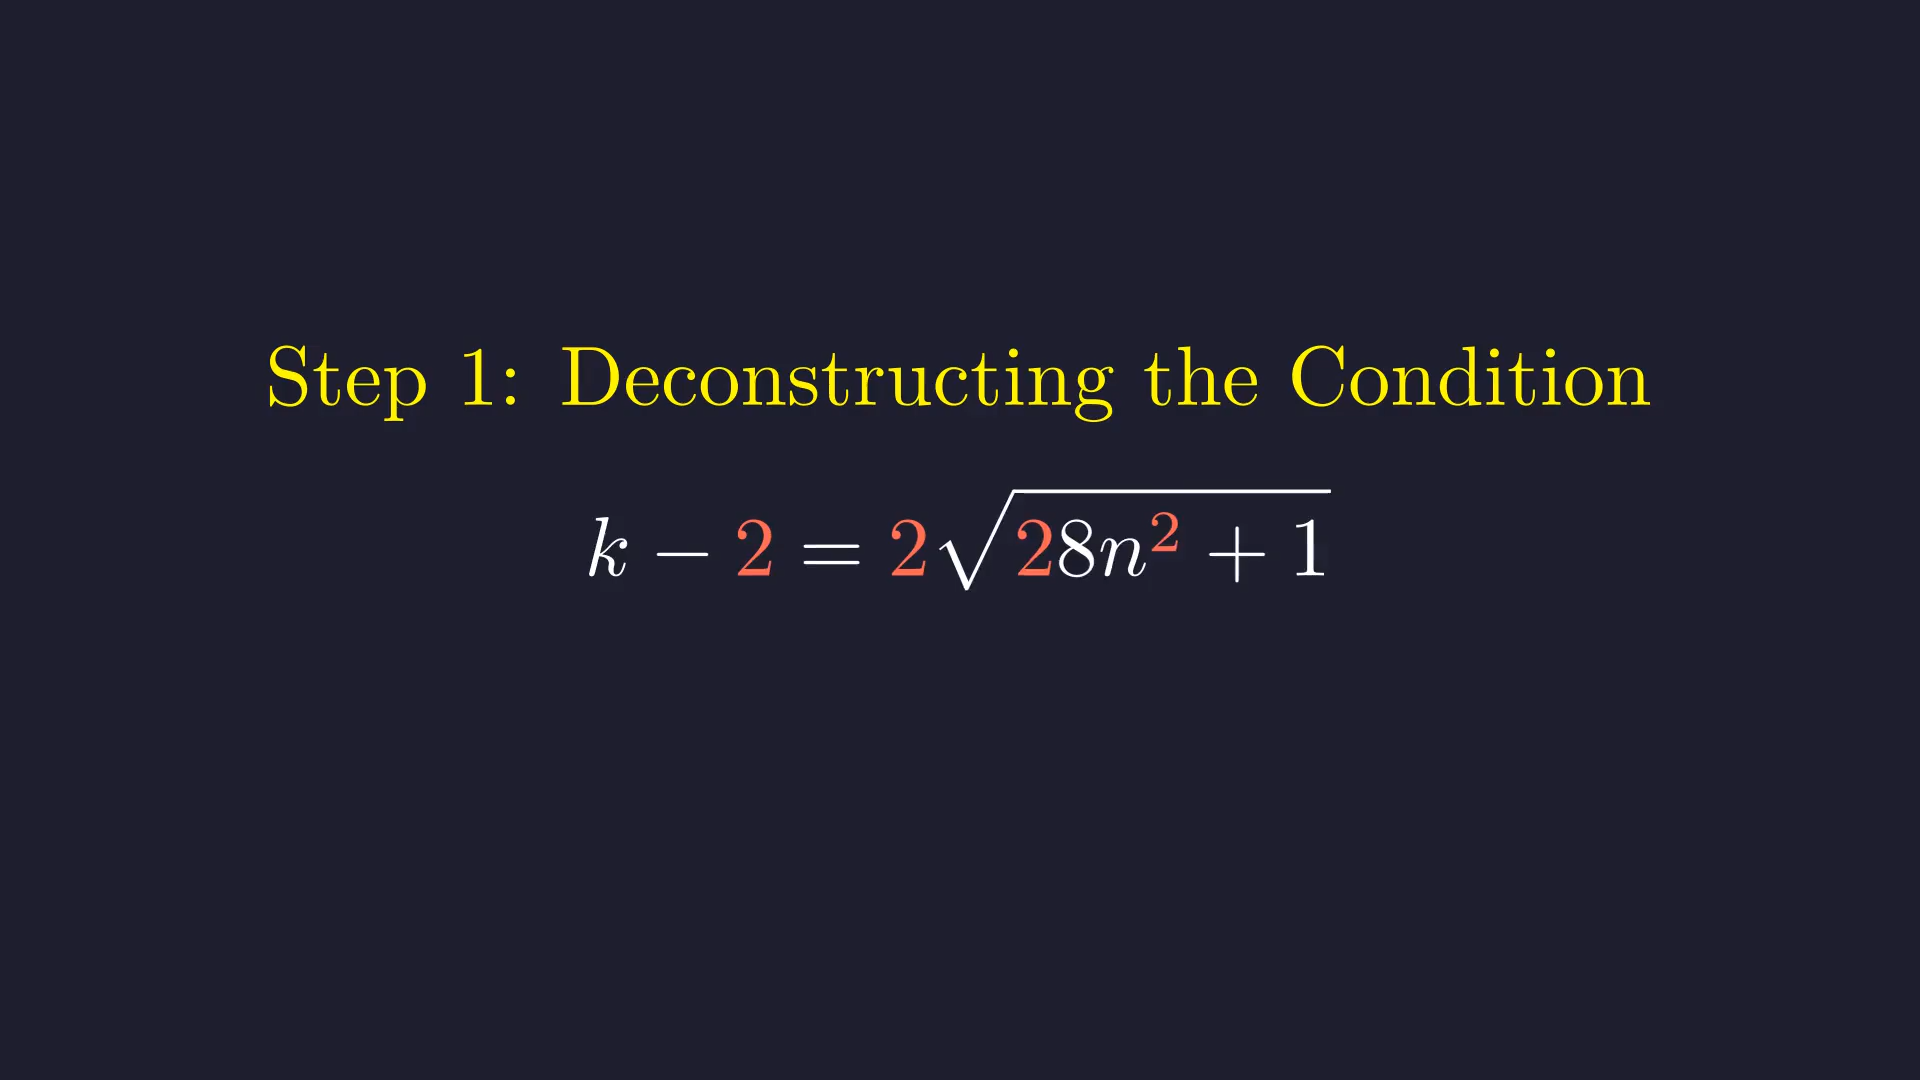 Step 1: Deconstructing the Condition
k − 2 = 2√(28n² + 1)